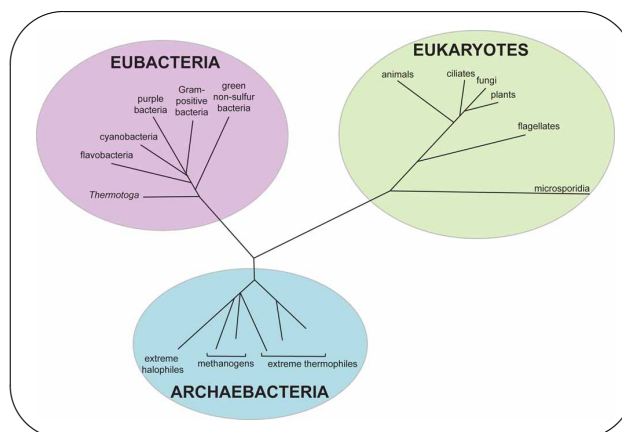 EUBACTERIA
purple
bacteria
Gram-
positive
bacteria
green
non-sulfur
bacteria
cyanobacteria
flavobacteria
Thermotoga
EUKARYOTES
animals
ciliates
fungi
plants
flagellates
microsporidia
extreme
halophiles
methanogens
extreme thermophiles
ARCHAEBACTERIA